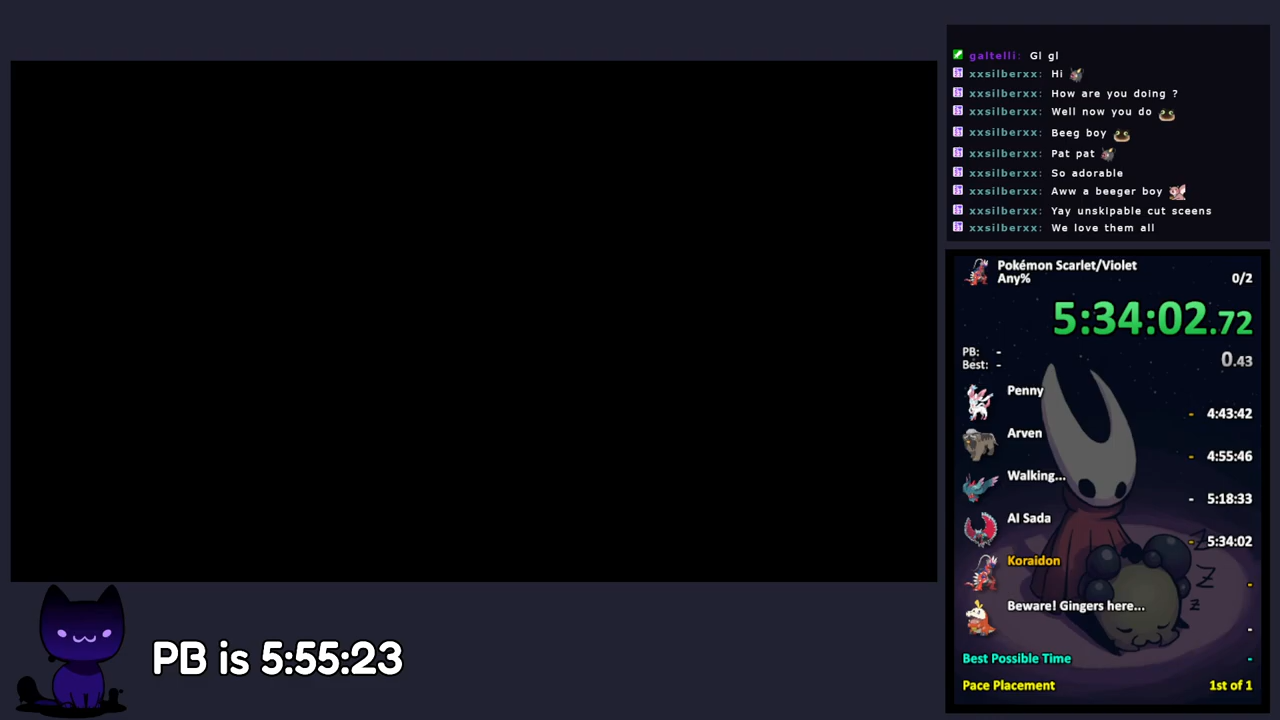 galtelli: Gl gl
xxsilberxx: Hi
xxsilberxx: How are you doing ?
xxsilberxx: Well now you do
xxsilberxx: Beeg boy
xxsilberxx: Pat pat
xxsilberxx: So adorable
xxsilberxx: Aww a beeger boy
xxsilberxx: Yay unskipable cut sceens
xxsilberxx: We love them all
Pokémon Scarlet/Violet
Any% 0/2
5:34:02.72
PB: - 0.43
Best: -
Penny - 4:43:42
Arven - 4:55:46
Walking... - 5:18:33
AI Sada - 5:34:02
Koraidon -
Beware! Gingers here... -
Best Possible Time -
Pace Placement 1st of 1
PB is 5:55:23
Z
Z
z